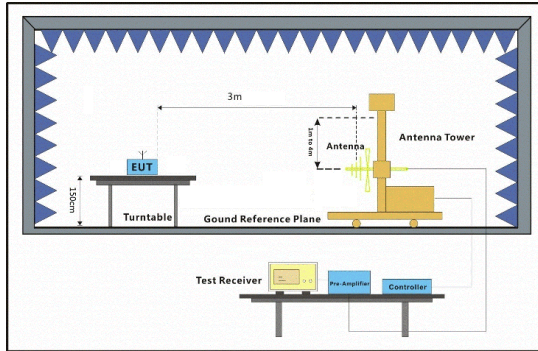 3m
1m to 4m
Antenna
Antenna Tower
EUT
150cm
Turntable
Gound Reference Plane
Test Receiver
Pre-Amplifier
Controller